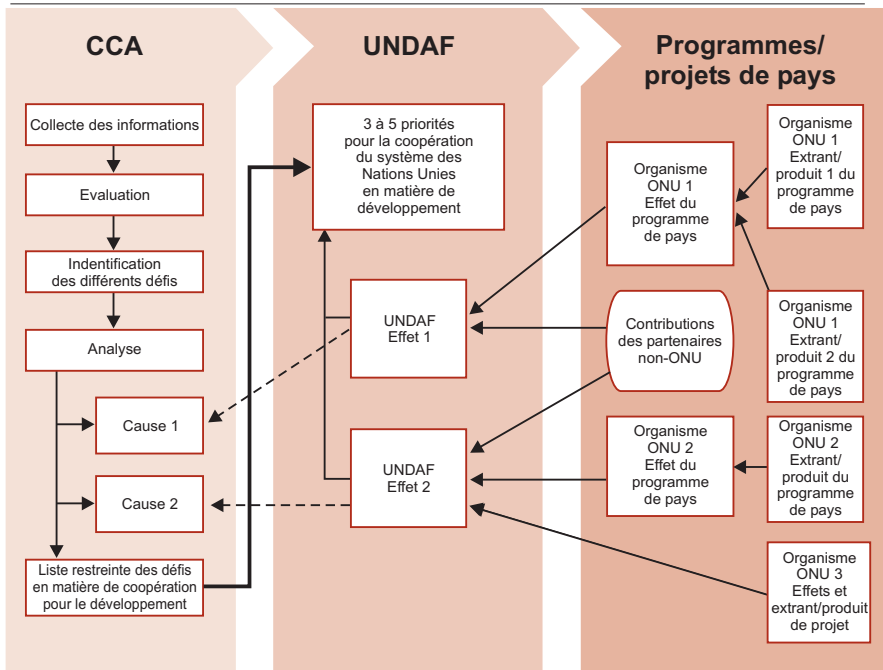 CCA
UNDAF
Programmes/
projets de pays
Collecte des informations
Evaluation
Indentification
des différents défis
Analyse
Cause 1
Cause 2
Liste restreinte des défis
en matière de coopération
pour le développement
3 à 5 priorités
pour la coopération
du système des
Nations Unies
en matière de
développement
UNDAF
Effet 1
UNDAF
Effet 2
Organisme
ONU 1
Effet du
programme
de pays
Contributions
des partenaires
non-ONU
Organisme
ONU 2
Effet du
programme
de pays
Organisme
ONU 1
Extrant/
produit 1 du
programme
de pays
Organisme
ONU 1
Extrant/
produit 2 du
programme
de pays
Organisme
ONU 2
Extrant/
produit du
programme
de pays
Organisme
ONU 3
Effets et
extrant/produit
de projet